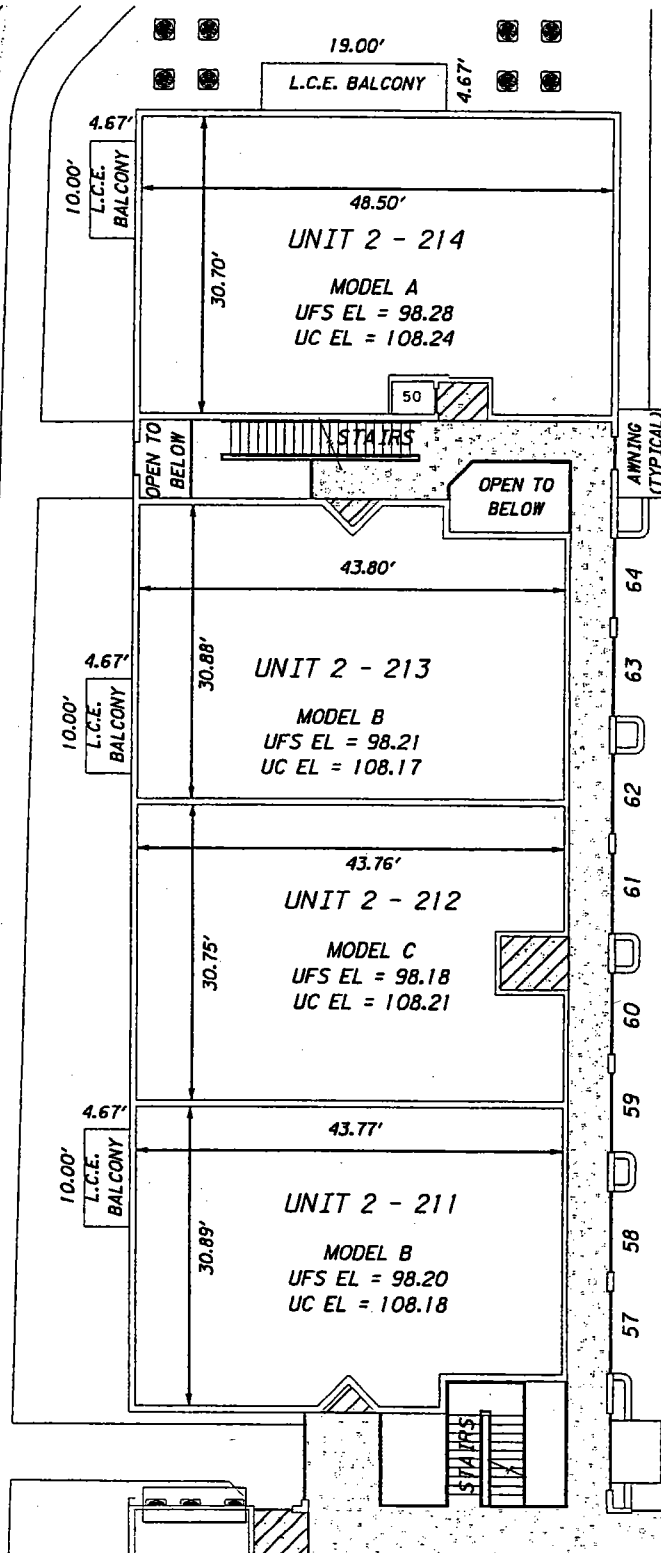 19.00'
L.C.E. BALCONY
4.67'
4.67'
10.00'
L.C.E.
BALCONY
48.50'
30.70'
UNIT 2 - 214
MODEL A
UFS EL = 98.28
UC EL = 108.24
50
STAIRS
OPEN TO
BELOW
OPEN TO
BELOW
AWNING
(TYPICAL)
43.80'
30.88'
64
63
4.67'
10.00'
L.C.E.
BALCONY
UNIT 2 - 213
MODEL B
UFS EL = 98.21
UC EL = 108.17
62
43.76'
30.75'
61
UNIT 2 - 212
MODEL C
UFS EL = 98.18
UC EL = 108.21
60
59
4.67'
10.00'
L.C.E.
BALCONY
43.77'
30.89'
UNIT 2 - 211
MODEL B
UFS EL = 98.20
UC EL = 108.18
58
57
STAIRS